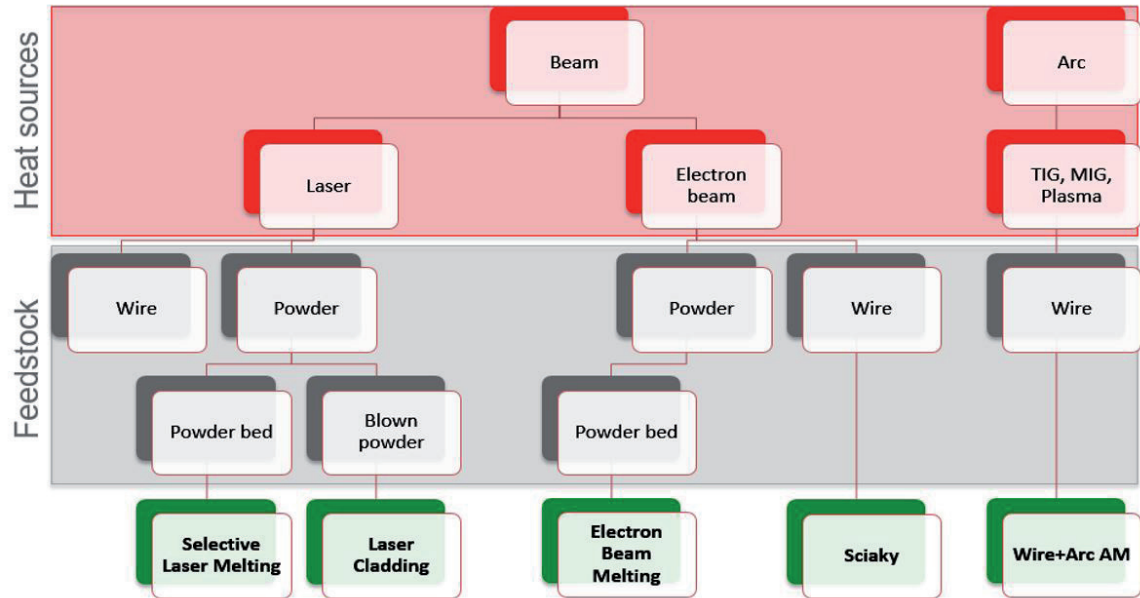 Heat sources
Beam
Arc
Laser
Electron
beam
TIG, MIG,
Plasma
Feedstock
Wire
Powder
Powder
Wire
Wire
Powder bed
Blown
powder
Powder bed
Selective
Laser Melting
Laser
Cladding
Electron
Beam
Melting
Sciaky
Wire+Arc AM